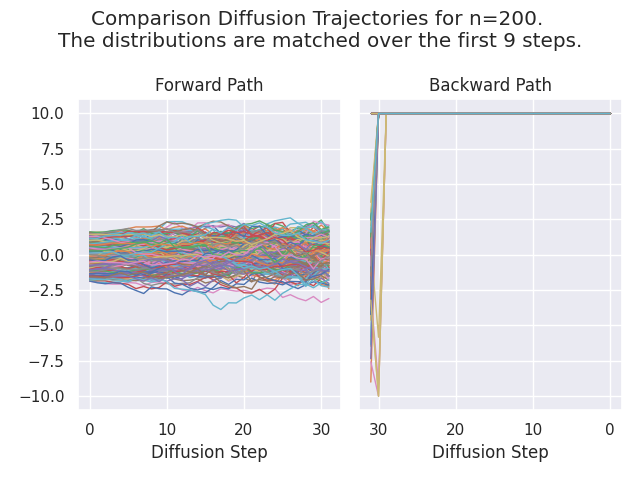 Comparison Diffusion Trajectories for n=200.
The distributions are matched over the first 9 steps.
Forward Path
Backward Path
10.0
7.5
5.0
2.5
0.0
−2.5
−5.0
−7.5
−10.0
0 10 20 30
30 20 10 0
Diffusion Step
Diffusion Step